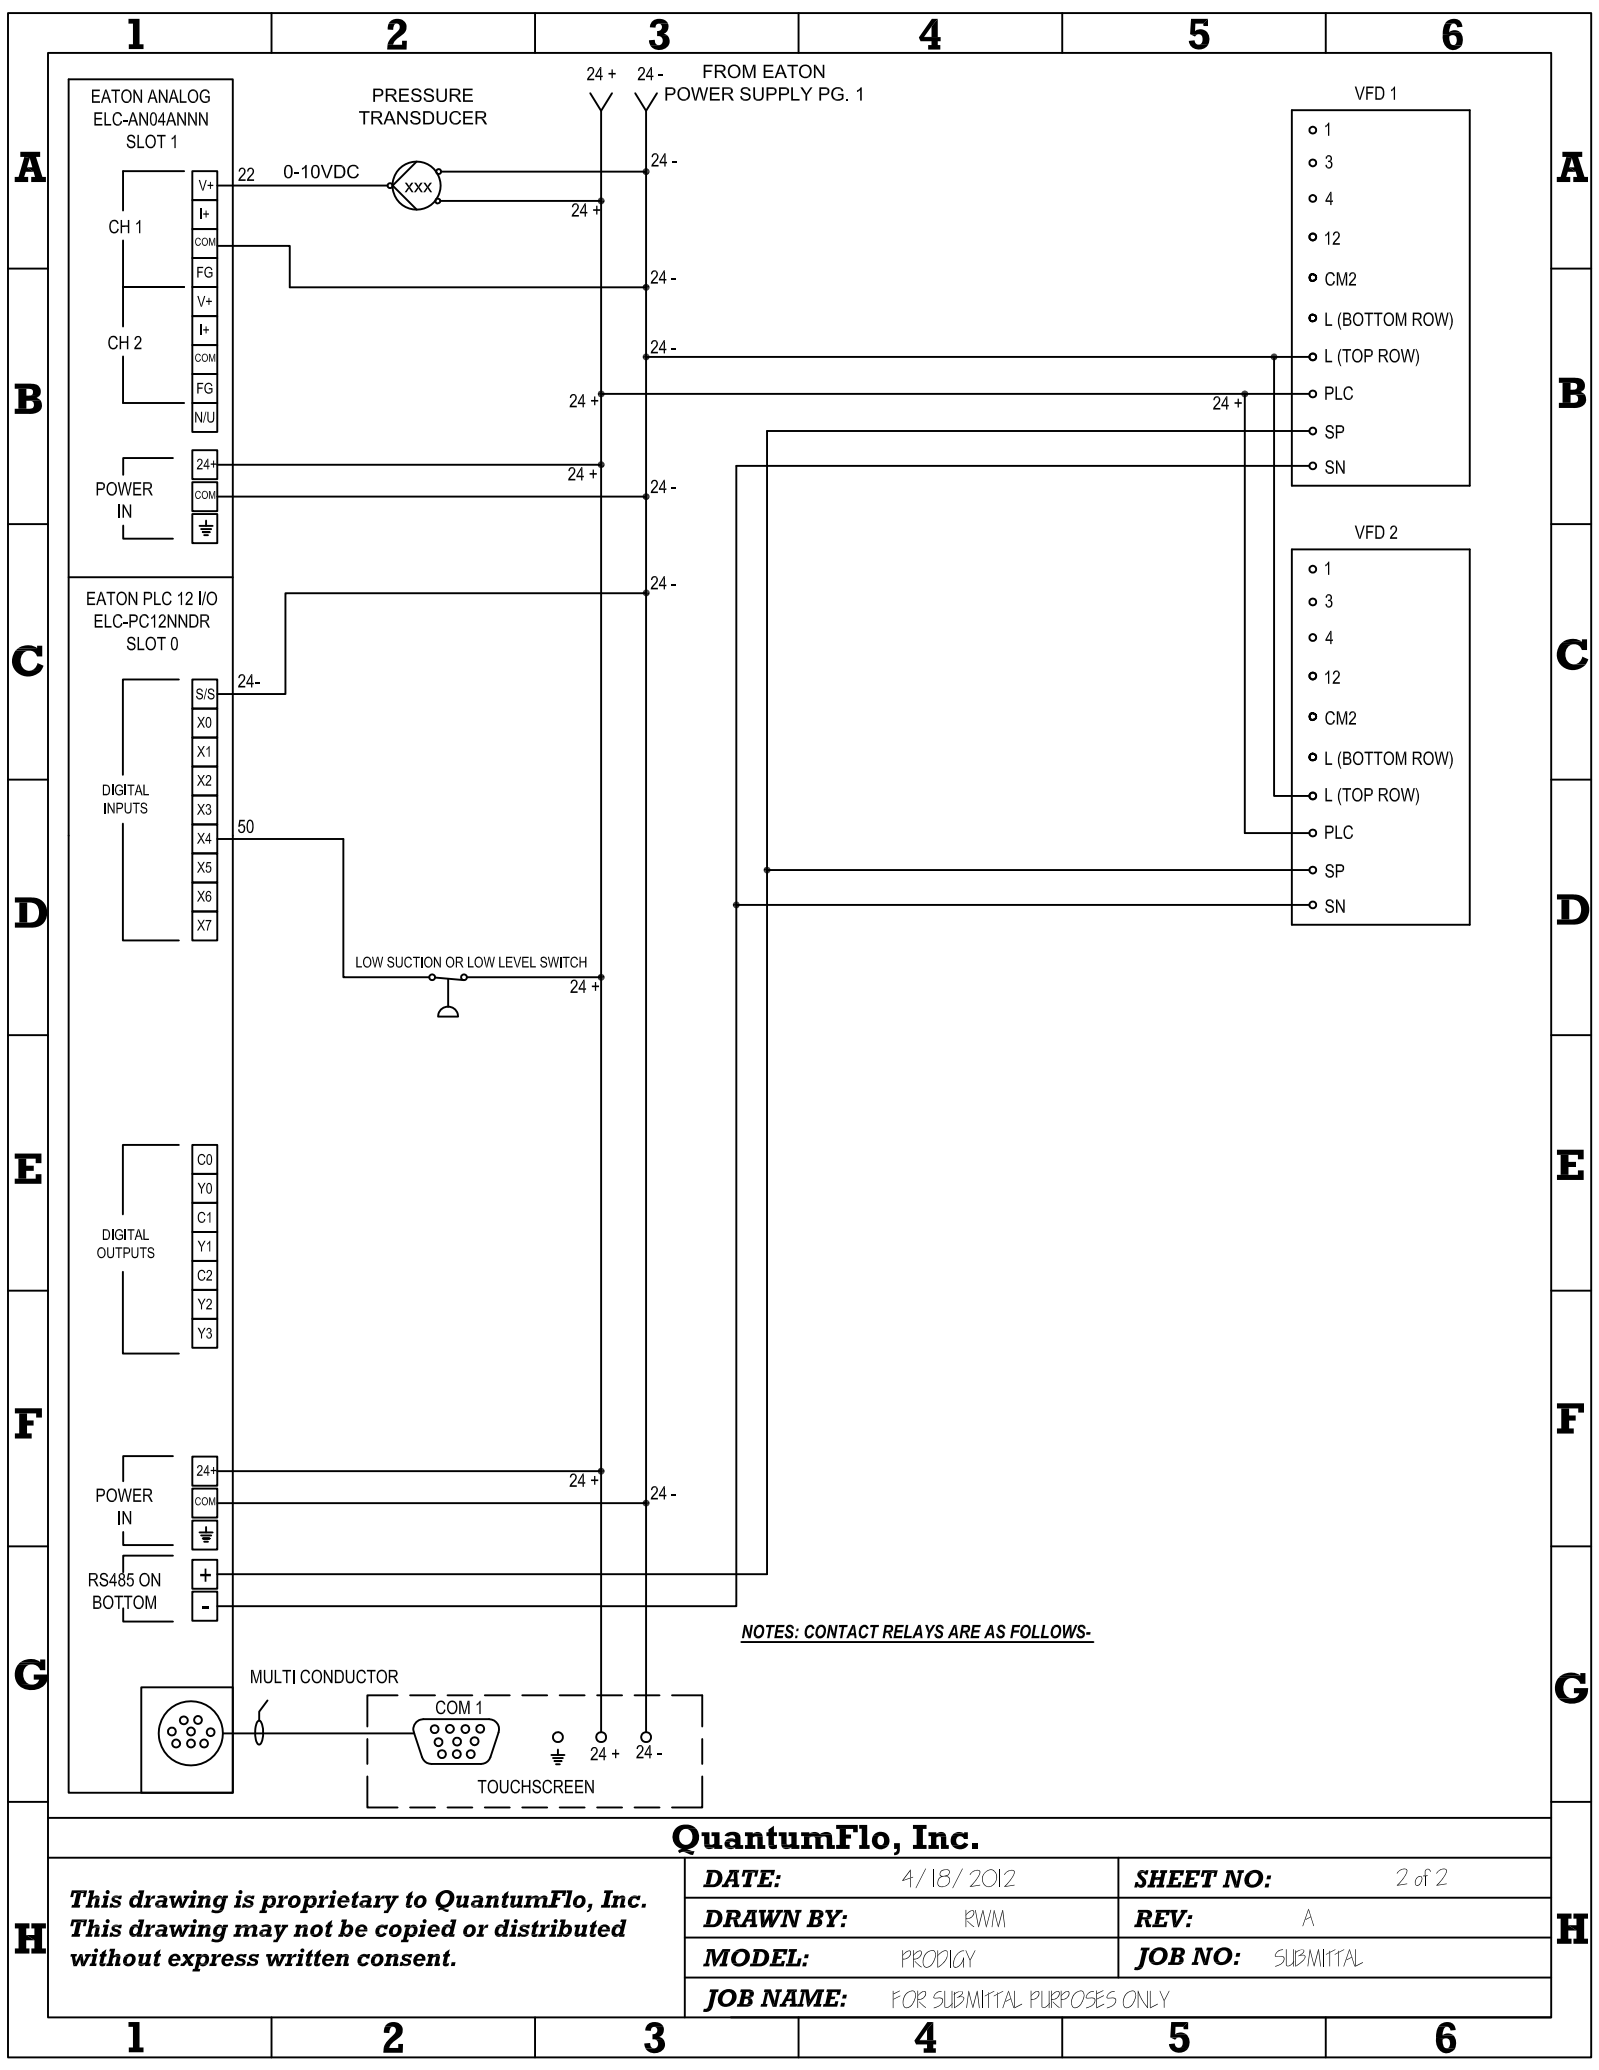 1 2 3 4 5 6
24 + 24 - FROM EATON
POWER SUPPLY PG. 1
EATON ANALOG
ELC-AN04ANNN
SLOT 1
PRESSURE
TRANSDUCER
VFD 1
A A
22 0-10VDC
xxx
24 -
24 +
CH 1
V+
I+
COM
FG
24 -
CH 2
V+
I+
COM
FG
N/U
24 -
24 +
24 +
B B
POWER
IN
24+
COM
24 +
24 -
1
3
4
12
CM2
L (BOTTOM ROW)
L (TOP ROW)
PLC
SP
SN
VFD 2
1
3
4
12
CM2
L (BOTTOM ROW)
L (TOP ROW)
PLC
SP
SN
24 -
EATON PLC 12 I/O
ELC-PC12NNDR
SLOT 0
C C
24-
DIGITAL
INPUTS
S/S
X0
X1
X2
X3
X4
X5
X6
X7
50
D D
LOW SUCTION OR LOW LEVEL SWITCH
24 +
E E
DIGITAL
OUTPUTS
C0
Y0
C1
Y1
C2
Y2
Y3
F F
POWER
IN
24+
COM
24 +
24 -
RS485 ON
BOTTOM
+
-
NOTES: CONTACT RELAYS ARE AS FOLLOWS-
G G
MULTI CONDUCTOR
COM 1
24 + 24 -
TOUCHSCREEN
QuantumFlo, Inc.
H H
This drawing is proprietary to QuantumFlo, Inc.
This drawing may not be copied or distributed
without express written consent.
DATE: 4/18/2012 SHEET NO: 2 of 2
DRAWN BY: RWM REV: A
MODEL: PRODIGY JOB NO: SUBMITTAL
JOB NAME: FOR SUBMITTAL PURPOSES ONLY
1 2 3 4 5 6